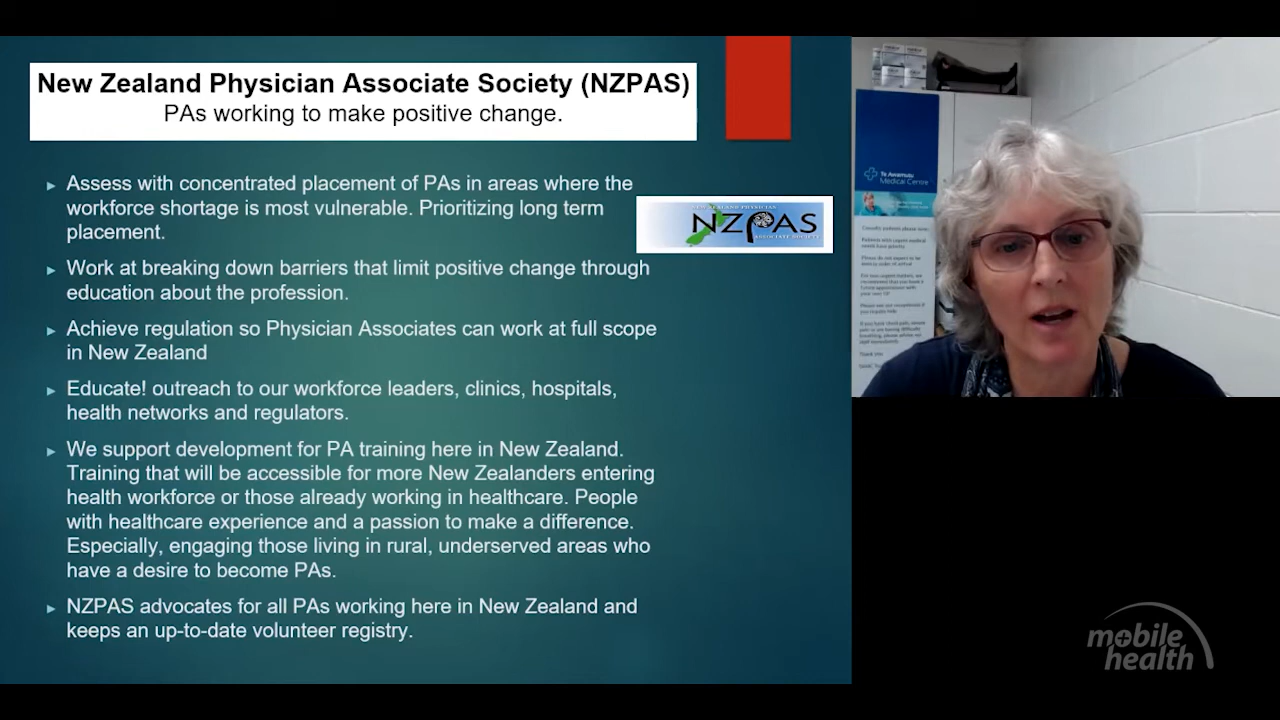 New Zealand Physician Associate Society (NZPAS)
PAs working to make positive change.
Assess with concentrated placement of PAs in areas where the
workforce shortage is most vulnerable. Prioritizing long term
placement.
Work at breaking down barriers that limit positive change through
education about the profession.
Achieve regulation so Physician Associates can work at full scope
in New Zealand
Educate! outreach to our workforce leaders, clinics, hospitals,
health networks and regulators.
We support development for PA training here in New Zealand.
Training that will be accessible for more New Zealanders entering
health workforce or those already working in healthcare. People
with healthcare experience and a passion to make a difference.
Especially, engaging those living in rural, underserved areas who
have a desire to become PAs.
NZPAS advocates for all PAs working here in New Zealand and
keeps an up-to-date volunteer registry.
NEW ZEALAND PHYSICIAN
NZPAS
ASSOCIATE SOCIETY
Te Awamutu
Medical Centre
Thank You
mobile
health